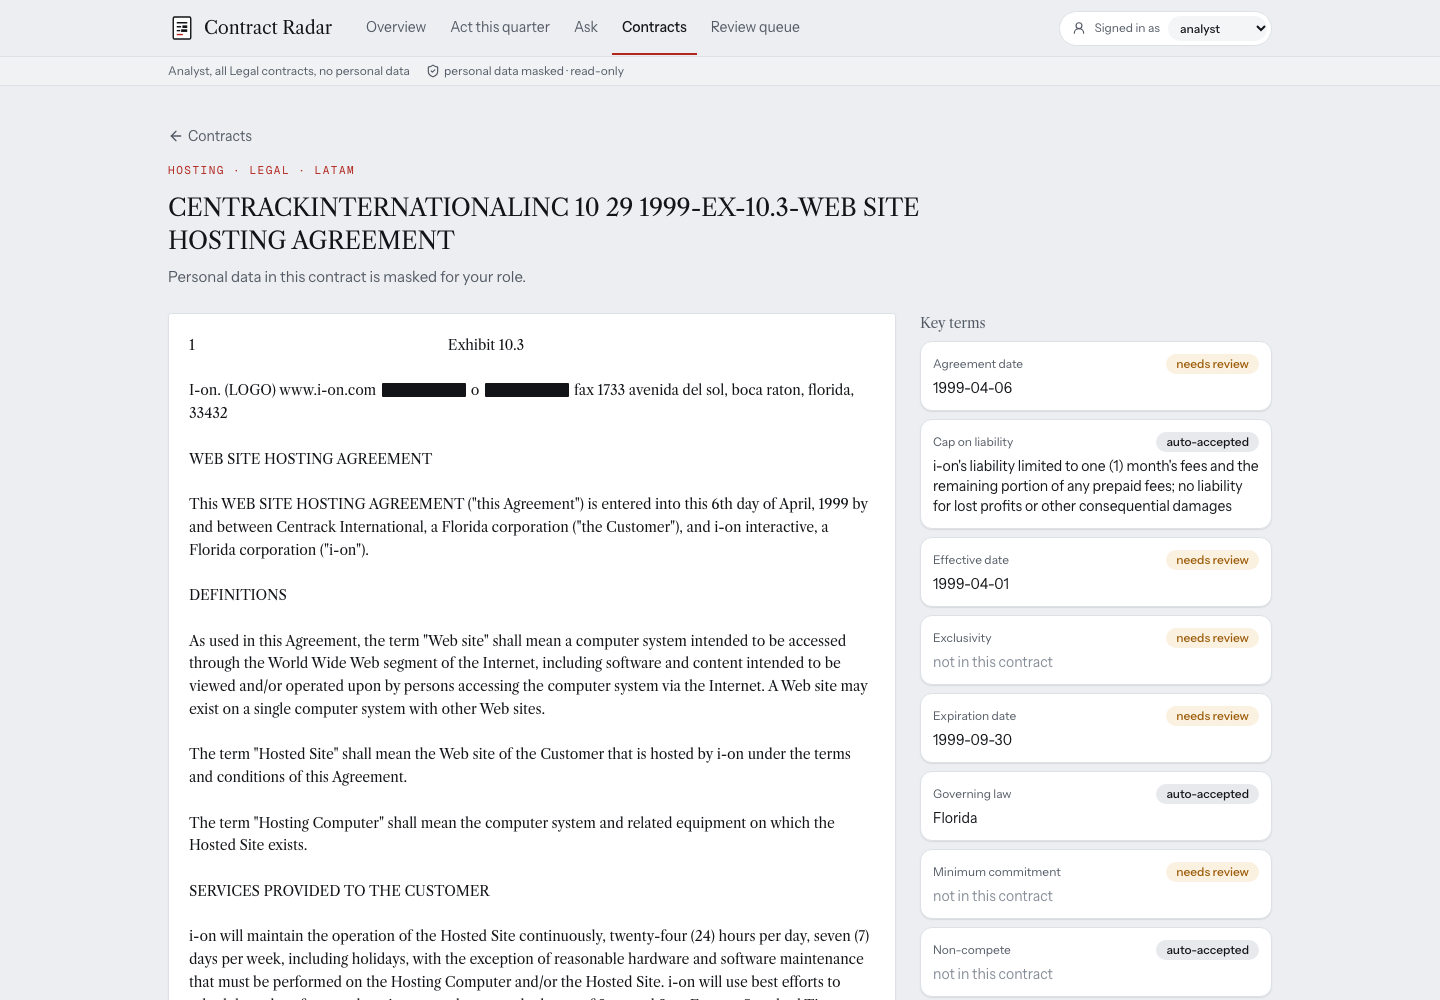 Contract Radar
Overview
Act this quarter
Ask
Contracts
Review queue
Signed in as
analyst
Analyst, all Legal contracts, no personal data
personal data masked · read-only
Contracts
HOSTING · LEGAL · LATAM
CENTRACKINTERNATIONALINC 10 29 1999-EX-10.3-WEB SITE
HOSTING AGREEMENT
Personal data in this contract is masked for your role.
1 Exhibit 10.3
I-on. (LOGO) www.i-on.com o fax 1733 avenida del sol, boca raton, florida,
33432
WEB SITE HOSTING AGREEMENT
This WEB SITE HOSTING AGREEMENT ("this Agreement") is entered into this 6th day of April, 1999 by
and between Centrack International, a Florida corporation ("the Customer"), and i-on interactive, a
Florida corporation ("i-on").
DEFINITIONS
As used in this Agreement, the term "Web site" shall mean a computer system intended to be accessed
through the World Wide Web segment of the Internet, including software and content intended to be
viewed and/or operated upon by persons accessing the computer system via the Internet. A Web site may
exist on a single computer system with other Web sites.
The term "Hosted Site" shall mean the Web site of the Customer that is hosted by i-on under the terms
and conditions of this Agreement.
The term "Hosting Computer" shall mean the computer system and related equipment on which the
Hosted Site exists.
SERVICES PROVIDED TO THE CUSTOMER
i-on will maintain the operation of the Hosted Site continuously, twenty-four (24) hours per day, seven (7)
days per week, including holidays, with the exception of reasonable hardware and software maintenance
that must be performed on the Hosting Computer and/or the Hosted Site. i-on will use best efforts to
Key terms
Agreement date
needs review
1999-04-06
Cap on liability
auto-accepted
i-on's liability limited to one (1) month's fees and the
remaining portion of any prepaid fees; no liability
for lost profits or other consequential damages
Effective date
needs review
1999-04-01
Exclusivity
needs review
not in this contract
Expiration date
needs review
1999-09-30
Governing law
auto-accepted
Florida
Minimum commitment
needs review
not in this contract
Non-compete
auto-accepted
not in this contract